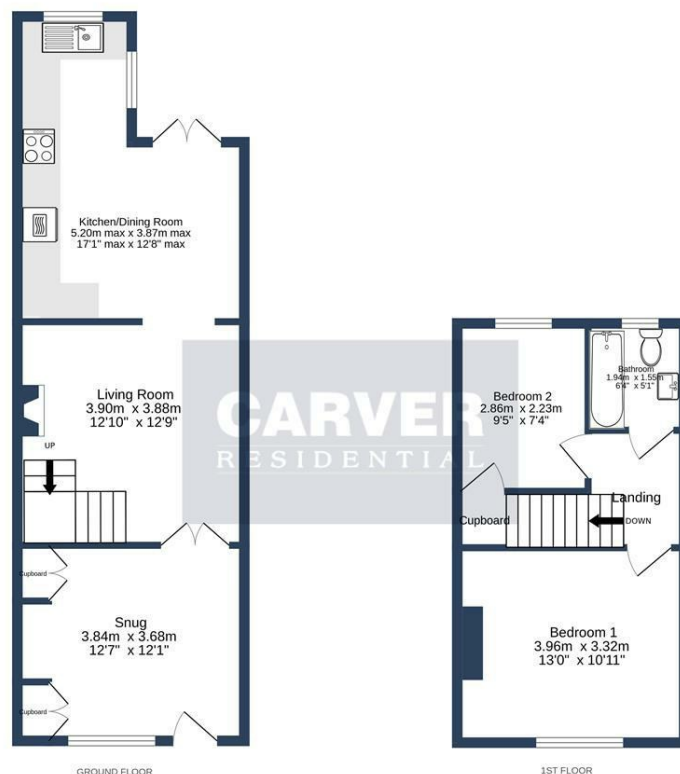 Kitchen/Dining Room
5.20m max x 3.87m max
17'1" max x 12'8" max
Living Room
3.90m x 3.88m
12'10" x 12'9"
UP
Cupboard
Snug
3.84m x 3.68m
12'7" x 12'1"
Cupboard
GROUND FLOOR
CARVER
RESIDENTIAL
Bathroom
1.94m x 1.55m
6'4" x 5'1"
Bedroom 2
2.86m x 2.23m
9'5" x 7'4"
Landing
Cupboard
DOWN
Bedroom 1
3.96m x 3.32m
13'0" x 10'11"
1ST FLOOR